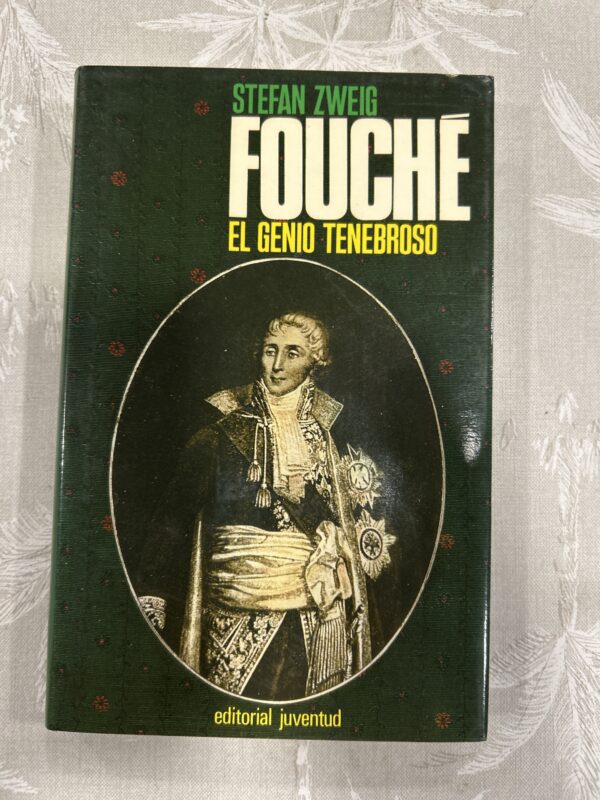 STEFAN ZWEIG
FOUCHÉ
EL GENIO TENEBROSO
editorial juventud